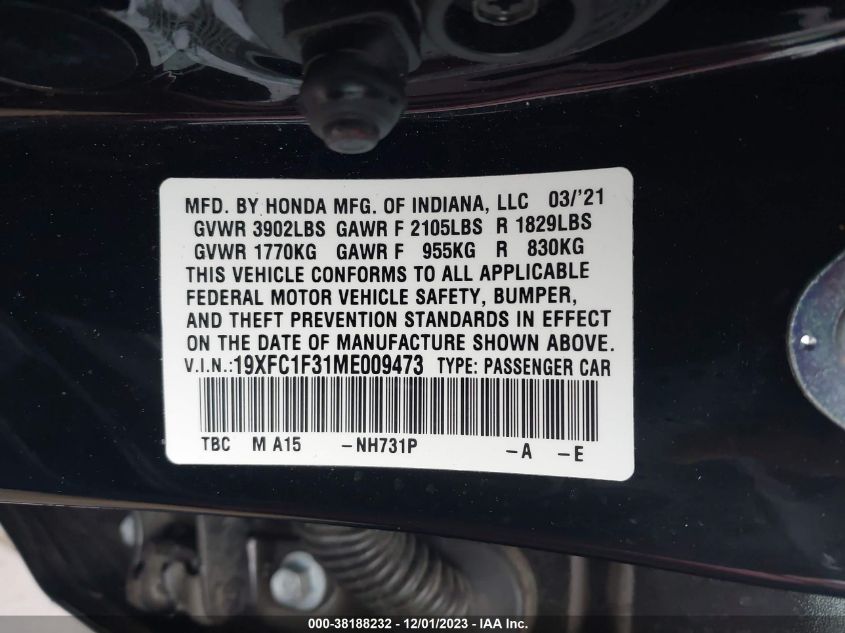 MFD. BY HONDA MFG. OF INDIANA, LLC 03/'21
GVWR 3902LBS GAWR F 2105LBS R 1829LBS
GVWR 1770KG GAWR F 955KG R 830KG
THIS VEHICLE CONFORMS TO ALL APPLICABLE
FEDERAL MOTOR VEHICLE SAFETY, BUMPER,
AND THEFT PREVENTION STANDARDS IN EFFECT
ON THE DATE OF MANUFACTURE SHOWN ABOVE.
V.I.N.:19XFC1F31ME009473 TYPE: PASSENGER CAR
TBC M A15 -NH731P -A -E
000-38188232 - 12/01/2023 - IAA Inc.